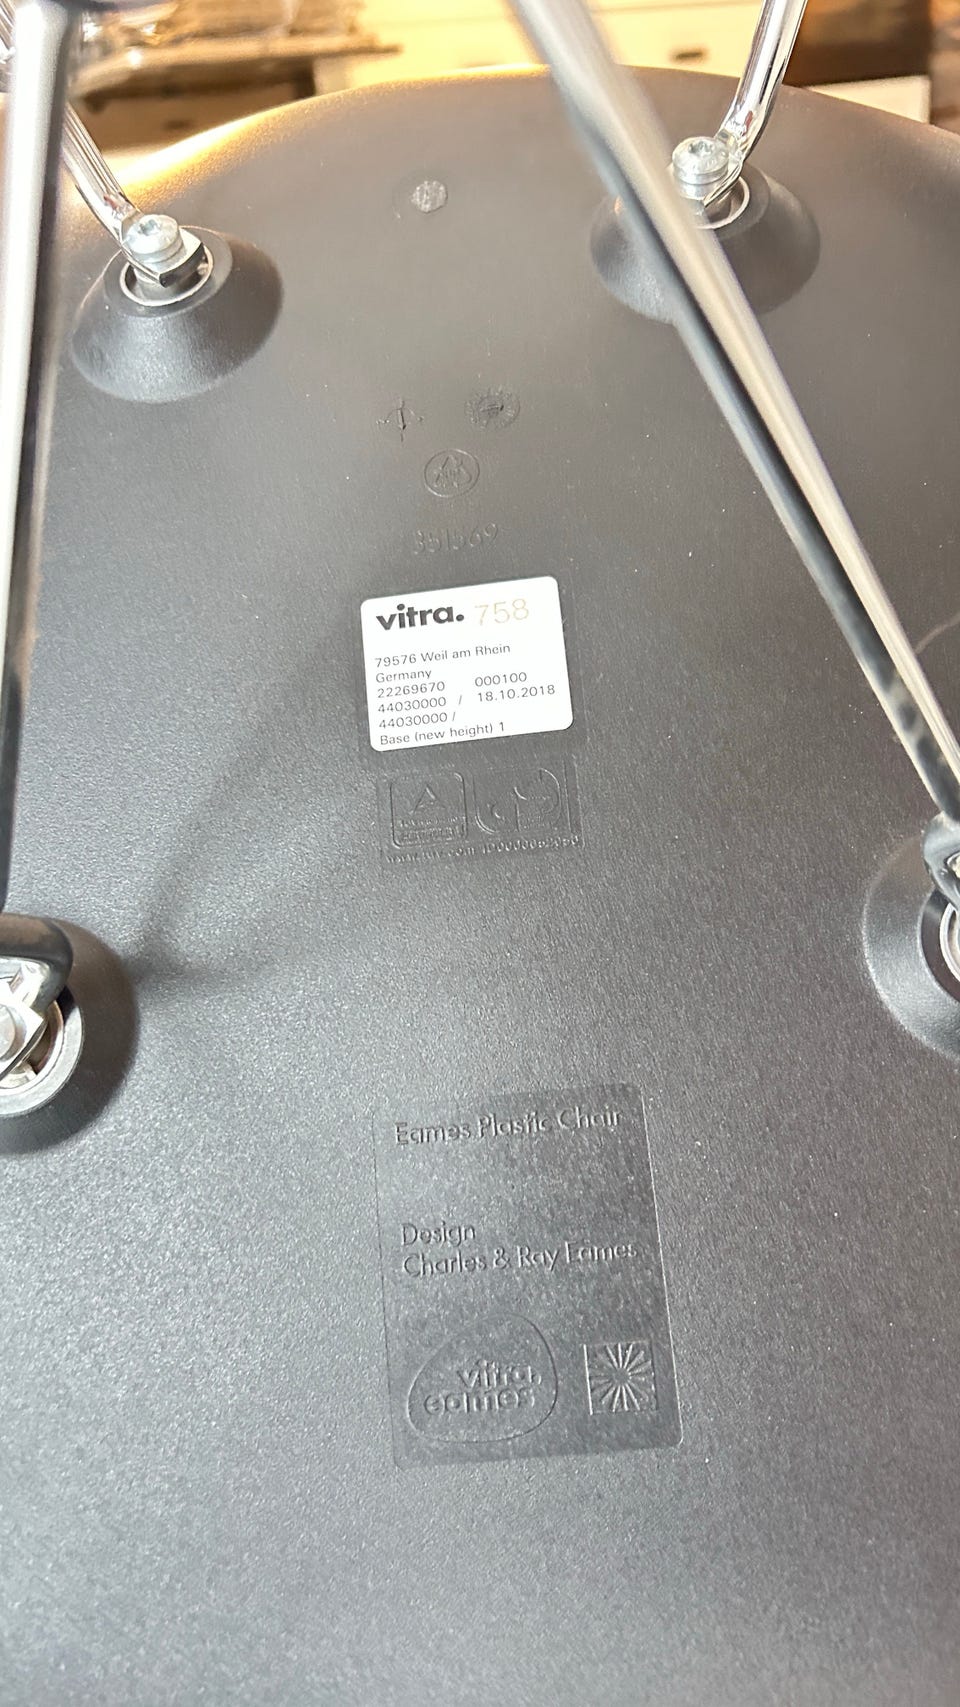 351569
vitra. 758
79576 Weil am Rhein
Germany
22269670 000100
44030000 / 18.10.2018
44030000 /
Base (new height) 1
Eames Plastic Chair
Design
Charles & Ray Eames
vitra.
eames